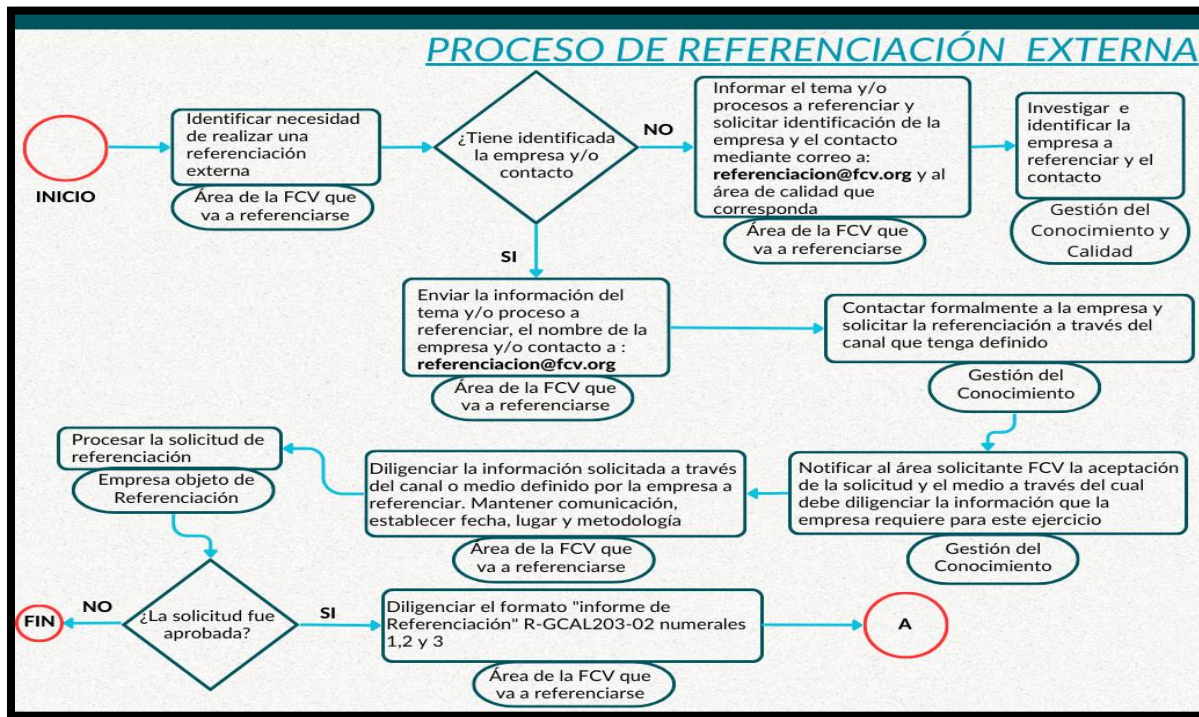 PROCESO DE REFERENCIACIÓN EXTERNA
INICIO
Identificar necesidad
de realizar una
referenciación
externa
Área de la FCV que
va a referenciarse
¿Tiene identificada
la empresa y/o
contacto
NO
Informar el tema y/o
procesos a referenciar y
solicitar identificación de la
empresa y el contacto
mediante correo a:
referenciacion@fcv.org y al
área de calidad que
corresponda
Área de la FCV que
va a referenciarse
Investigar e
identificar la
empresa a
referenciar y el
contacto
Gestión del
Conocimiento y
Calidad
SI
Enviar la información del
tema y/o proceso a
referenciar, el nombre de la
empresa y/o contacto a :
referenciacion@fcv.org
Área de la FCV que
va a referenciarse
Contactar formalmente a la empresa y
solicitar la referenciación a través del
canal que tenga definido
Gestión del
Conocimiento
Notificar al área solicitante FCV la aceptación
de la solicitud y el medio a través del cual
debe diligenciar la información que la
empresa requiere para este ejercicio
Gestión del
Conocimiento
Diligenciar la información solicitada a través
del canal o medio definido por la empresa a
referenciar. Mantener comunicación,
establecer fecha, lugar y metodología
Área de la FCV que
va a referenciarse
Procesar la solicitud de
referenciación
Empresa objeto de
Referenciación
¿La solicitud fue
aprobada?
NO
FIN
SI
Diligenciar el formato "informe de
Referenciación" R-GCAL203-02 numerales
1,2 y 3
Área de la FCV que
va a referenciarse
A